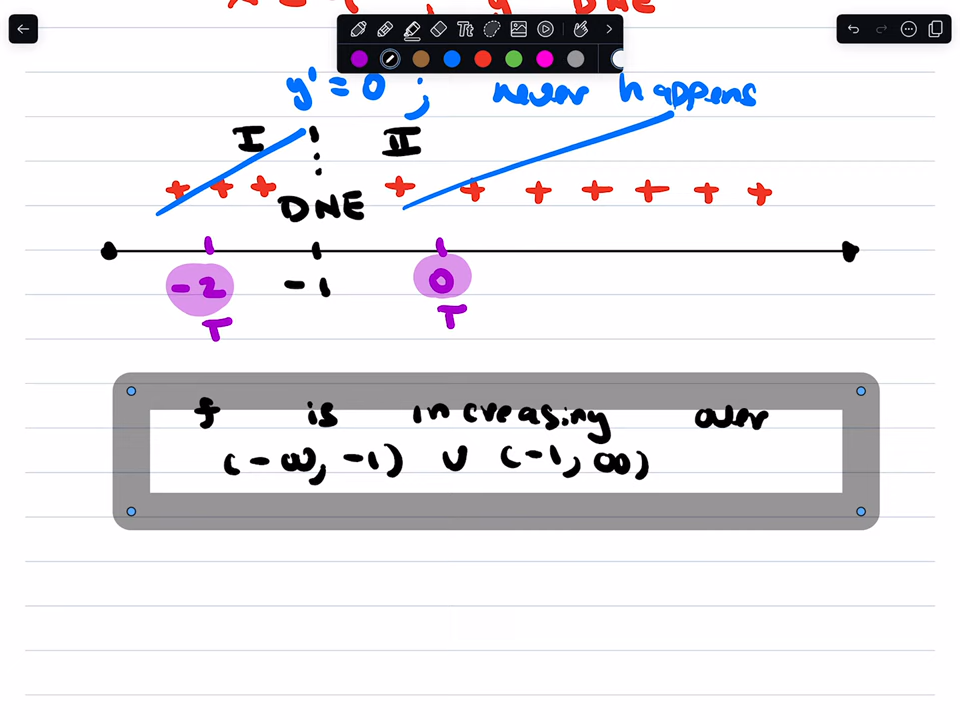 y' = 0 ; never happens
I II
+ + + DNE + + + + + + +
-2 -1 0
T T
f is increasing over
(-∞, -1) ∪ (-1, ∞)